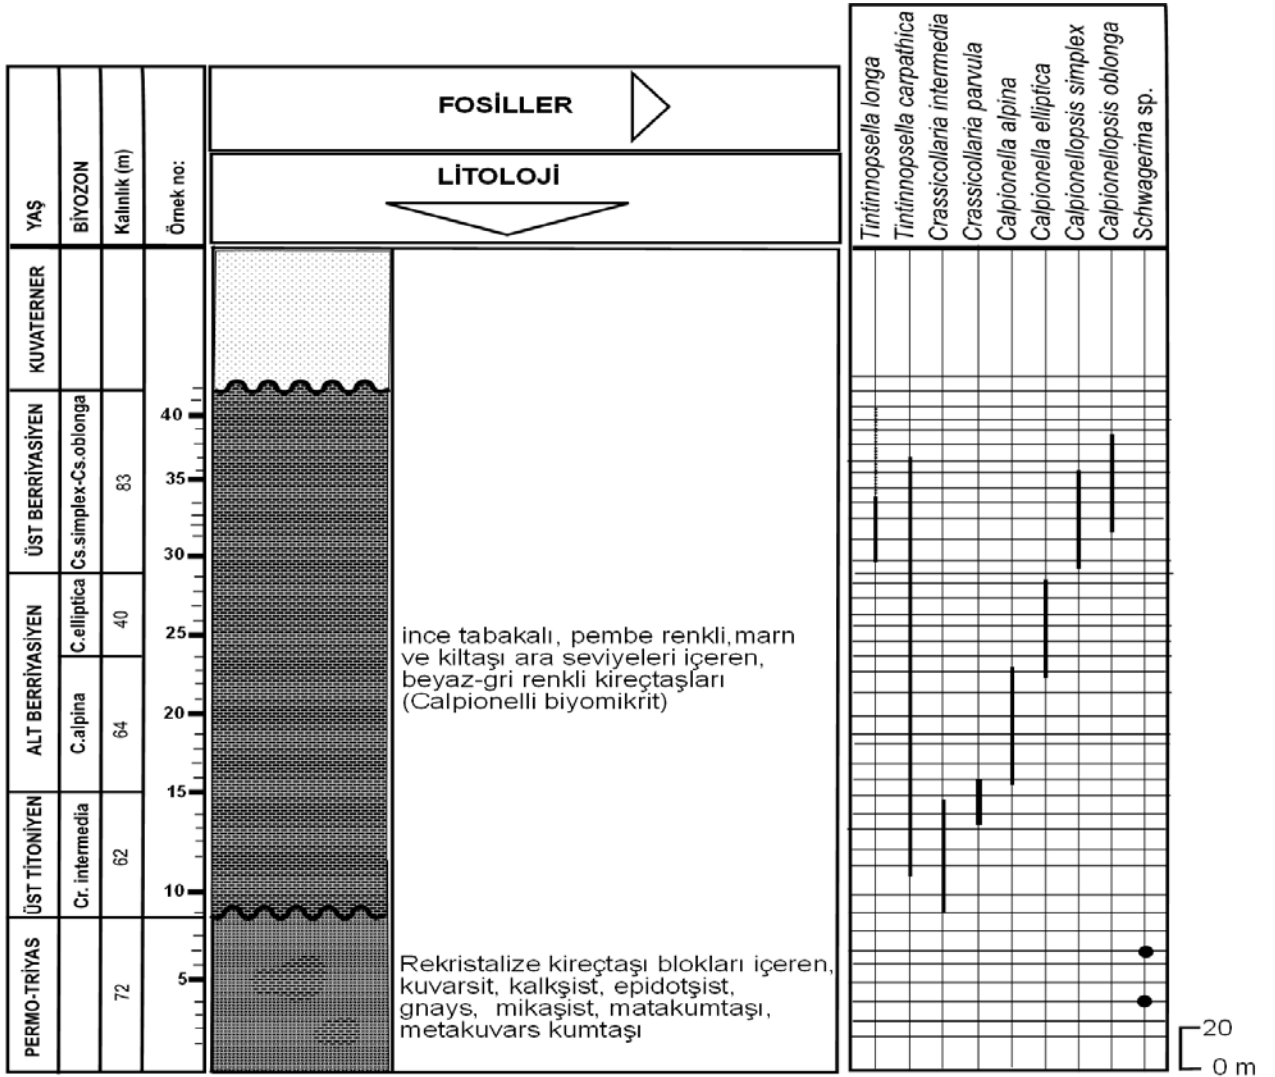 FOSİLLER
LİTOLOJİ
YAŞ
BİYOZON
Kalınlık (m)
Örnek no:
Tintinnopsella longa
Tintinnopsella carpathica
Crassicollaria intermedia
Crassicollaria parvula
Calpionella alpina
Calpionella elliptica
Calpionellopsis simplex
Calpionellopsis oblonga
Schwagerina sp.
KUVATERNER
ÜST BERRİYASİYEN
Cs.simplex-Cs.oblonga
83
40
35
30
ALT BERRİYASİYEN
C.elliptica
40
C.alpina
64
25
20
15
ince tabakalı, pembe renkli, marn
ve kiltaşı ara seviyeleri içeren,
beyaz-gri renkli kireçtaşları
(Calpionelli biyomikrit)
ÜST TİTONİYEN
Cr. intermedia
62
10
PERMO-TRİYAS
72
5
Rekristalize kireçtaşı blokları içeren,
kuvarsit, kalkşist, epidotşist,
gnays, mikaşist, matakumtaşı,
metakuvars kumtaşı
20
0 m